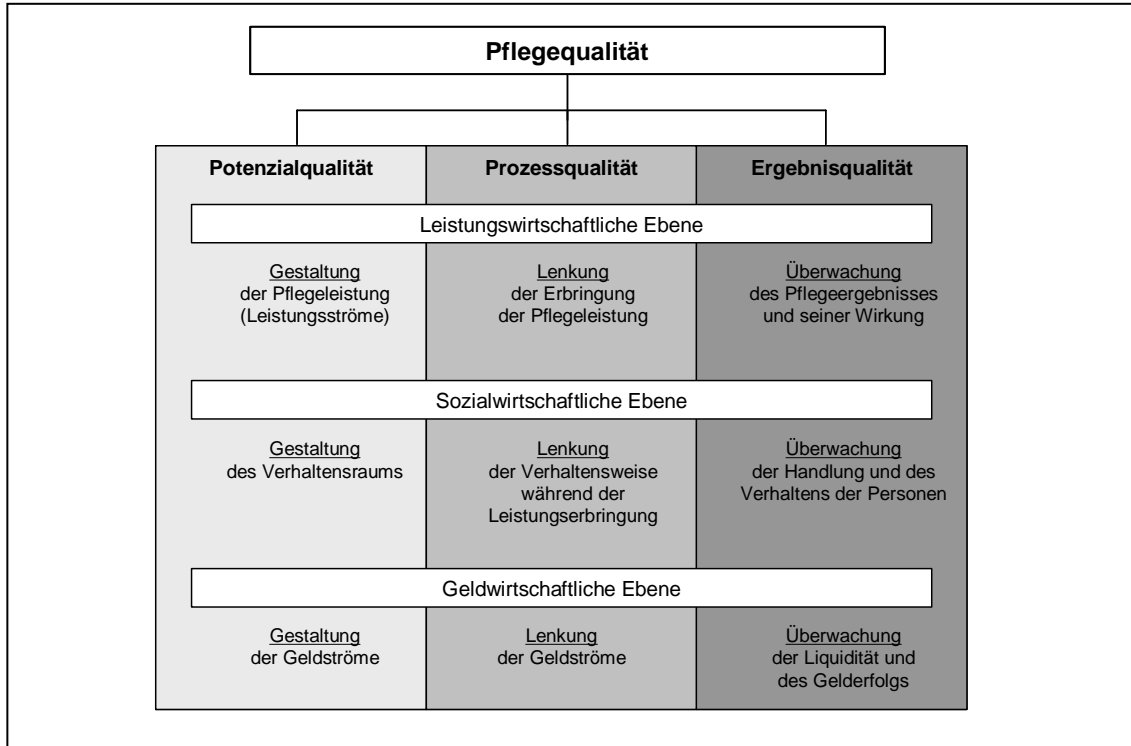 Pflegequalität
Potenzialqualität
Prozessqualität
Ergebnisqualität
Leistungswirtschaftliche Ebene
Gestaltung
der Pflegeleistung
(Leistungsströme)
Lenkung
der Erbringung
der Pflegeleistung
Überwachung
des Pflegeergebnisses
und seiner Wirkung
Sozialwirtschaftliche Ebene
Gestaltung
des Verhaltensraums
Lenkung
der Verhaltensweise
während der
Leistungserbringung
Überwachung
der Handlung und des
Verhaltens der Personen
Geldwirtschaftliche Ebene
Gestaltung
der Geldströme
Lenkung
der Geldströme
Überwachung
der Liquidität und
des Gelderfolgs